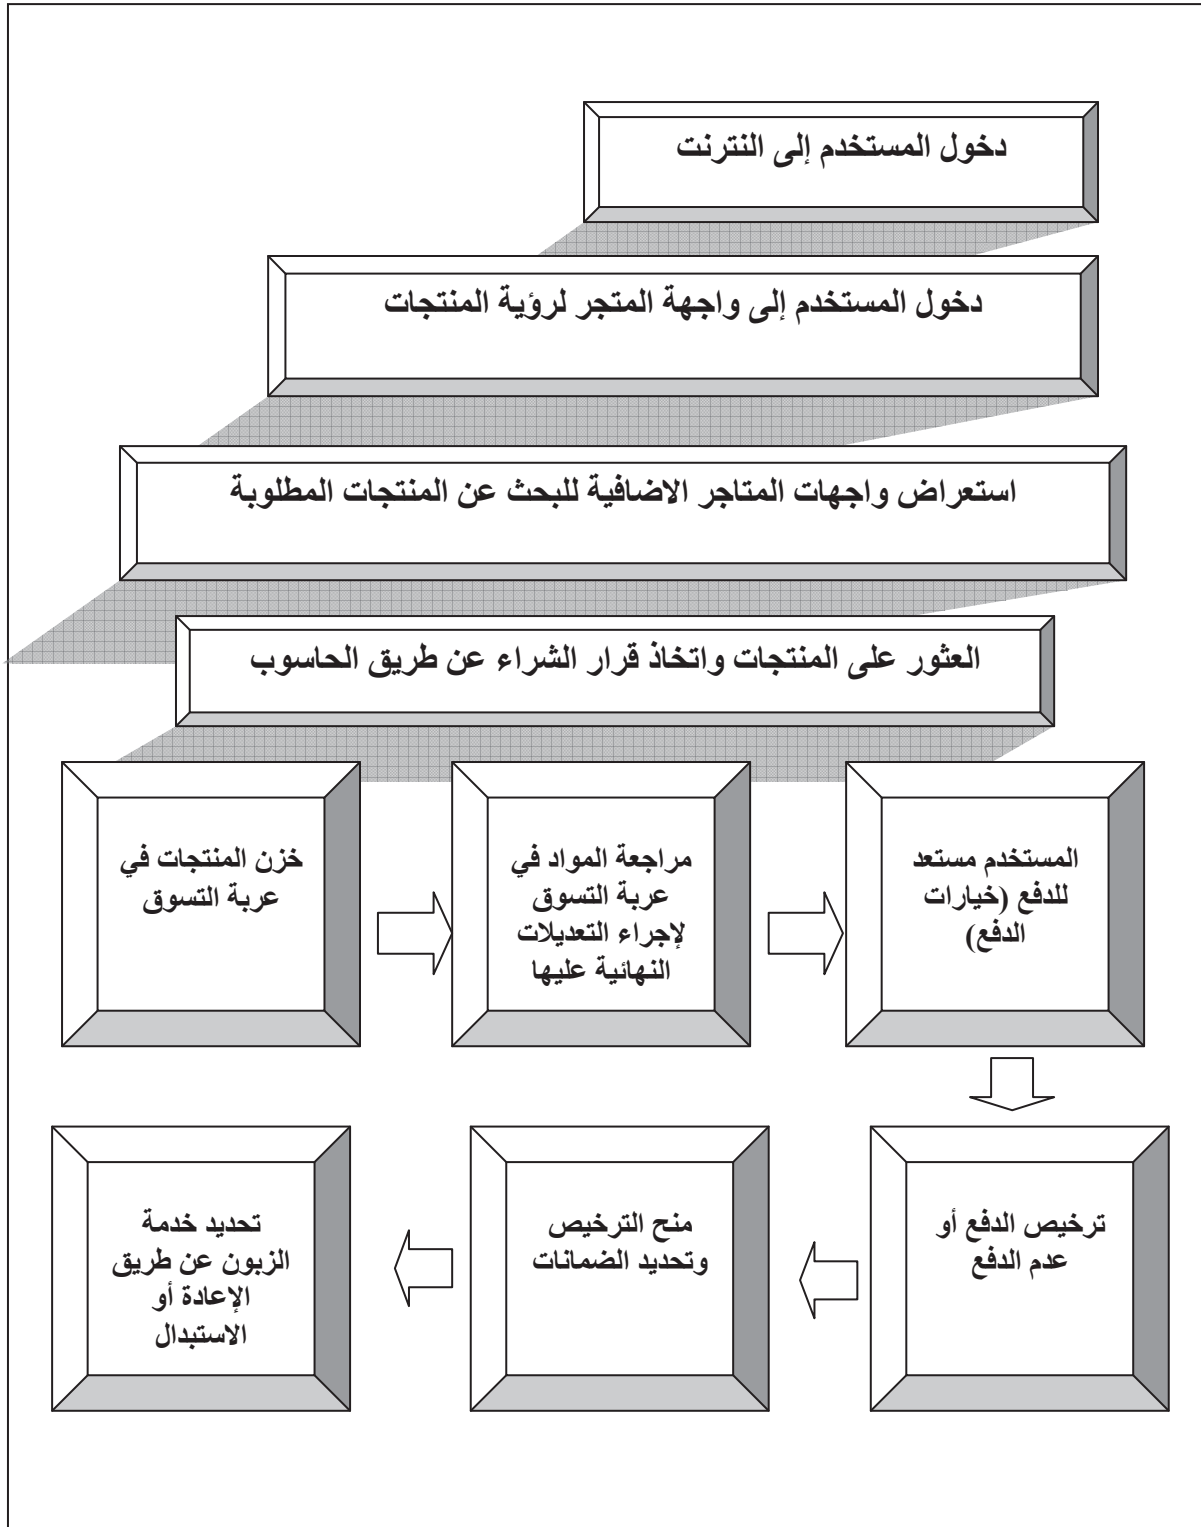 دخول المستخدم إلى النترنت
دخول المستخدم إلى واجهة المتجر لرؤية المنتجات
استعراض واجهات المتاجر الاضافية للبحث عن المنتجات المطلوبة
العثور على المنتجات واتخاذ قرار الشراء عن طريق الحاسوب
خزن المنتجات في
عربة التسوق
مراجعة المواد في
عربة التسوق
لإجراء التعديلات
النهائية عليها
المستخدم مستعد
للدفع (خيارات
الدفع)
ترخيص الدفع أو
عدم الدفع
منح الترخيص
وتحديد الضمانات
تحديد خدمة
الزبون عن طريق
الإعادة أو
الاستبدال